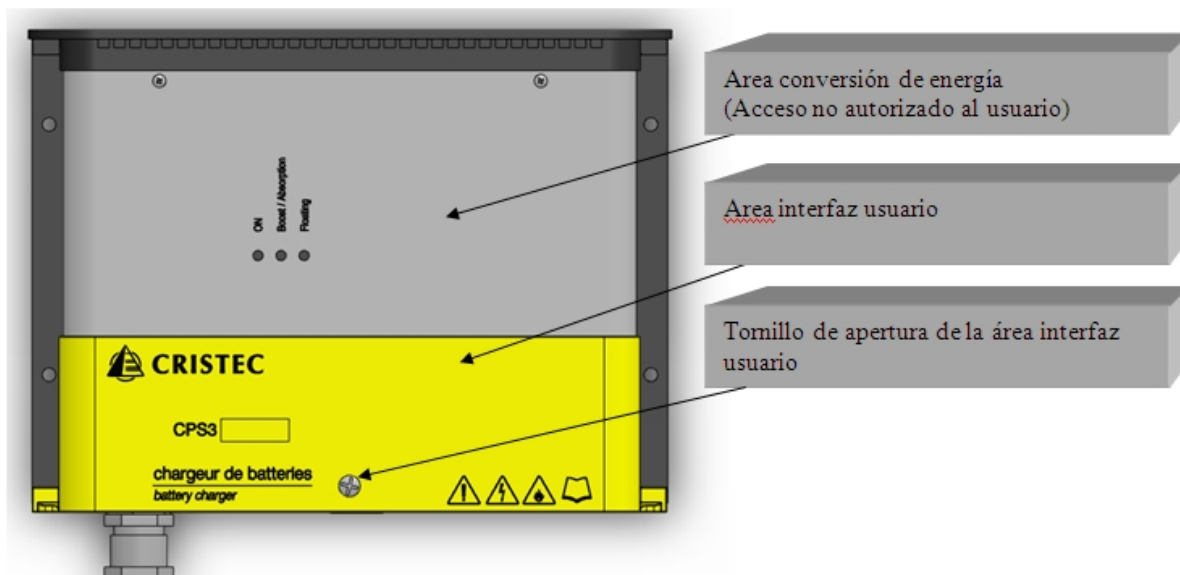 Area conversión de energía
(Acceso no autorizado al usuario)
Area interfaz usuario
Tornillo de apertura de la área interfaz
usuario
ON
Boost / Absorption
Floating
CRISTEC
CPS3
chargeur de batteries
battery charger